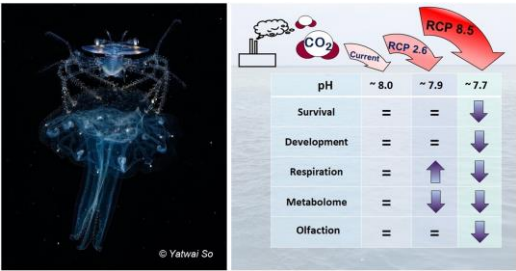 © Yatwai So
CO2
Current
RCP 2.6
RCP 8.5
pH ~ 8.0 ~ 7.9 ~ 7.7
Survival = =
Development = =
Respiration =
Metabolome =
Olfaction = =